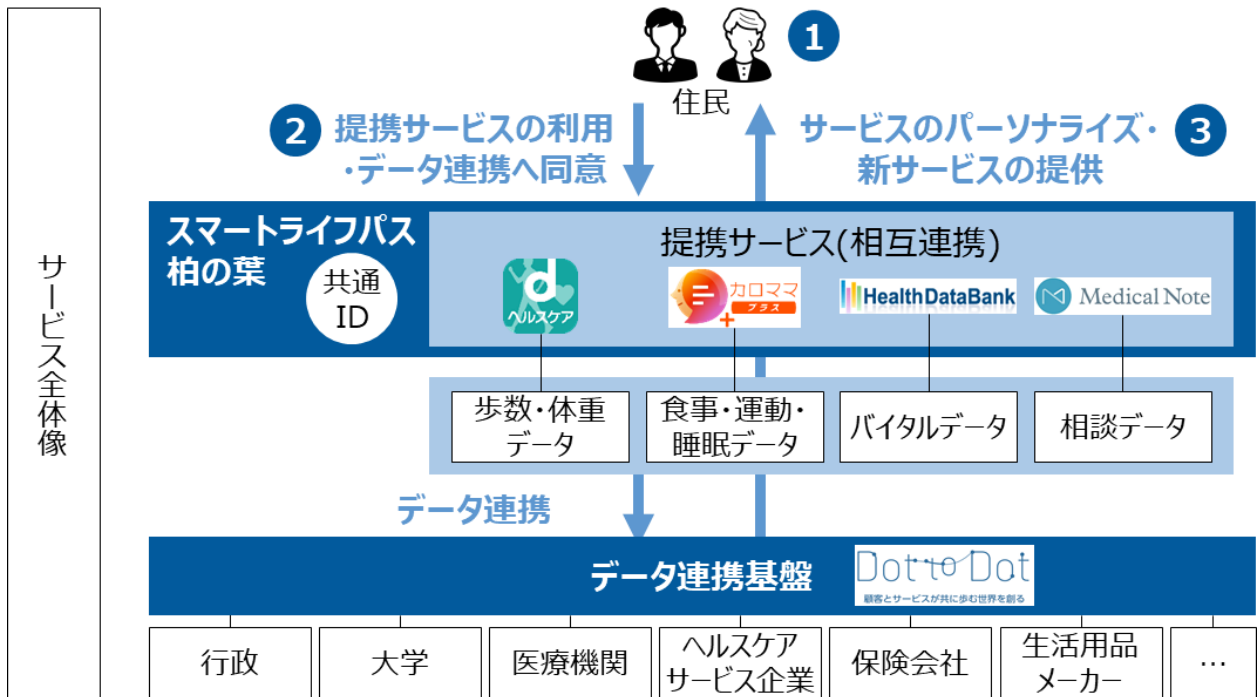 サービス全体像
1
住民
2
提携サービスの利用
・データ連携へ同意
サービスのパーソナライズ・
新サービスの提供
3
スマートライフパス
柏の葉
共通
ID
提携サービス(相互連携)
d
ヘルスケア
カロママ
プラス
HealthDataBank
Medical Note
歩数・体重
データ
食事・運動・
睡眠データ
バイタルデータ
相談データ
データ連携
データ連携基盤
Dot to Dot
顧客とサービスが共に歩む世界を創る
行政
大学
医療機関
ヘルスケア
サービス企業
保険会社
生活用品
メーカー
…